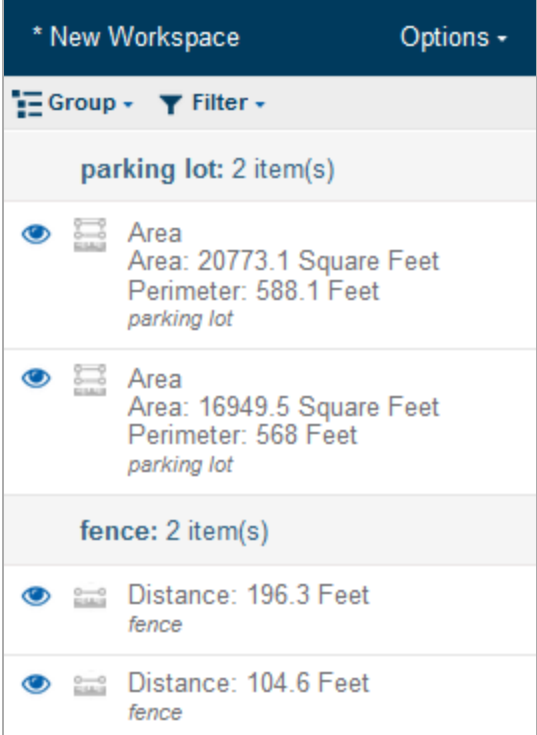 * New Workspace Options
Group Filter
parking lot: 2 item(s)
Area
Area: 20773.1 Square Feet
Perimeter: 588.1 Feet
parking lot
Area
Area: 16949.5 Square Feet
Perimeter: 568 Feet
parking lot
fence: 2 item(s)
Distance: 196.3 Feet
fence
Distance: 104.6 Feet
fence